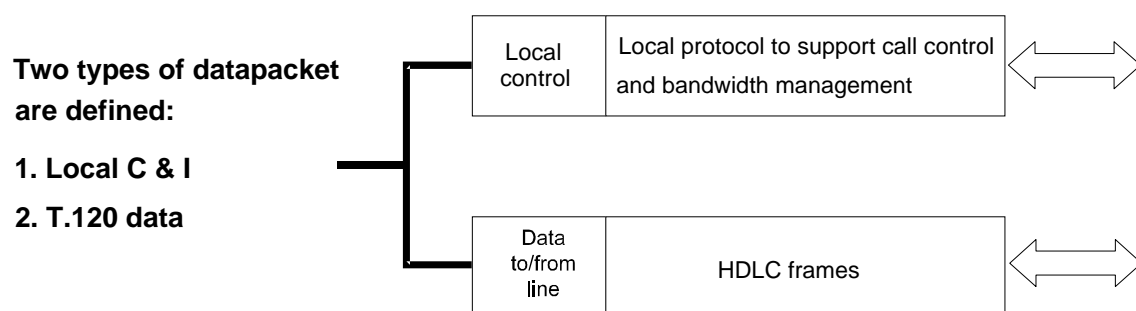 Two types of datapacket
are defined:
1. Local C & I
2. T.120 data
Local
control
Local protocol to support call control
and bandwidth management
Data
to/from
line
HDLC frames